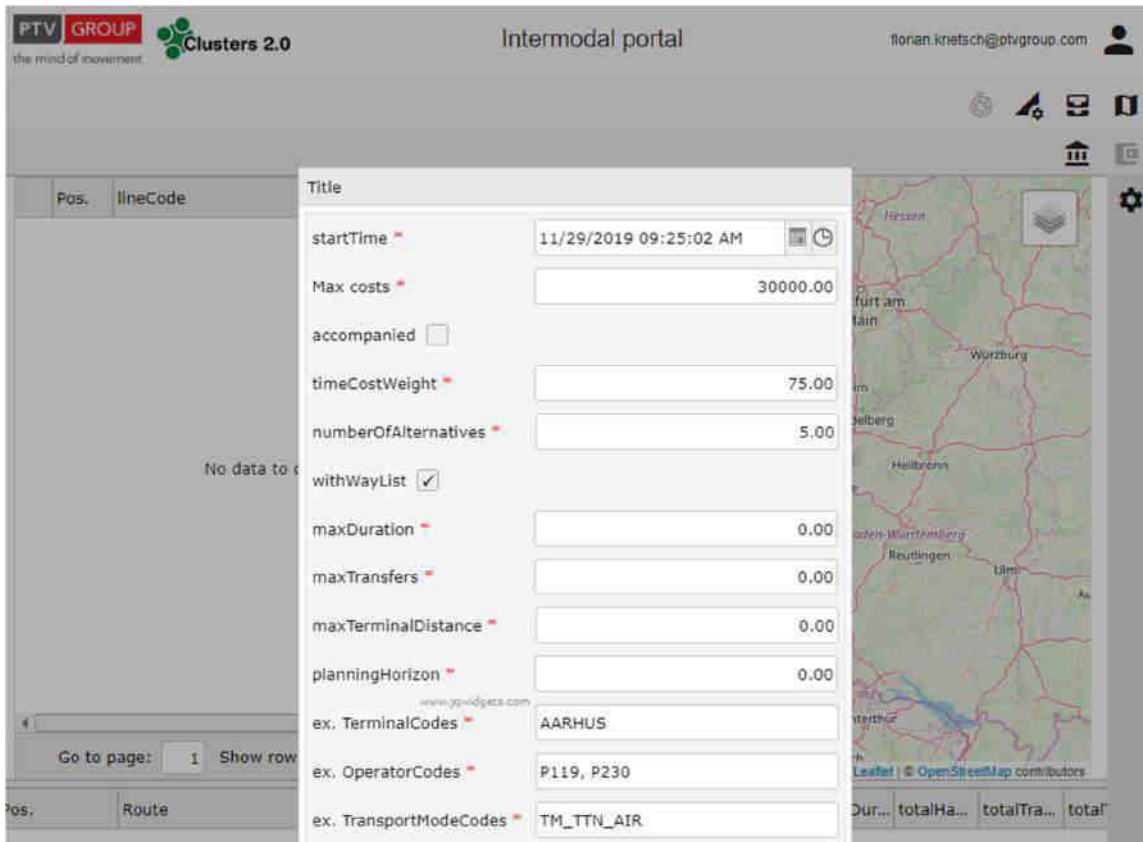 PTV GROUP
the mind of movement
Clusters 2.0
Intermodal portal
florian.krietsch@ptvgroup.com
Pos. lineCode
Title
startTime * 11/29/2019 09:25:02 AM
Max costs * 30000.00
accompanied
timeCostWeight * 75.00
numberOfAlternatives * 5.00
withWayList
maxDuration * 0.00
maxTransfers * 0.00
maxTerminalDistance * 0.00
planningHorizon * 0.00
www.jqwidgets.com
ex. TerminalCodes * AARHUS
ex. OperatorCodes * P119, P230
ex. TransportModeCodes * TM_TTN_AIR
No data to
Go to page: 1 Show row
Hessen
furt am
Main
Würzburg
delberg
Heilbronn
aden-Württemberg
Reutlingen
Ulm
nterthur
Leaflet | © OpenStreetMap contributors
Pos. Route Dur... totalHa... totalTra... total